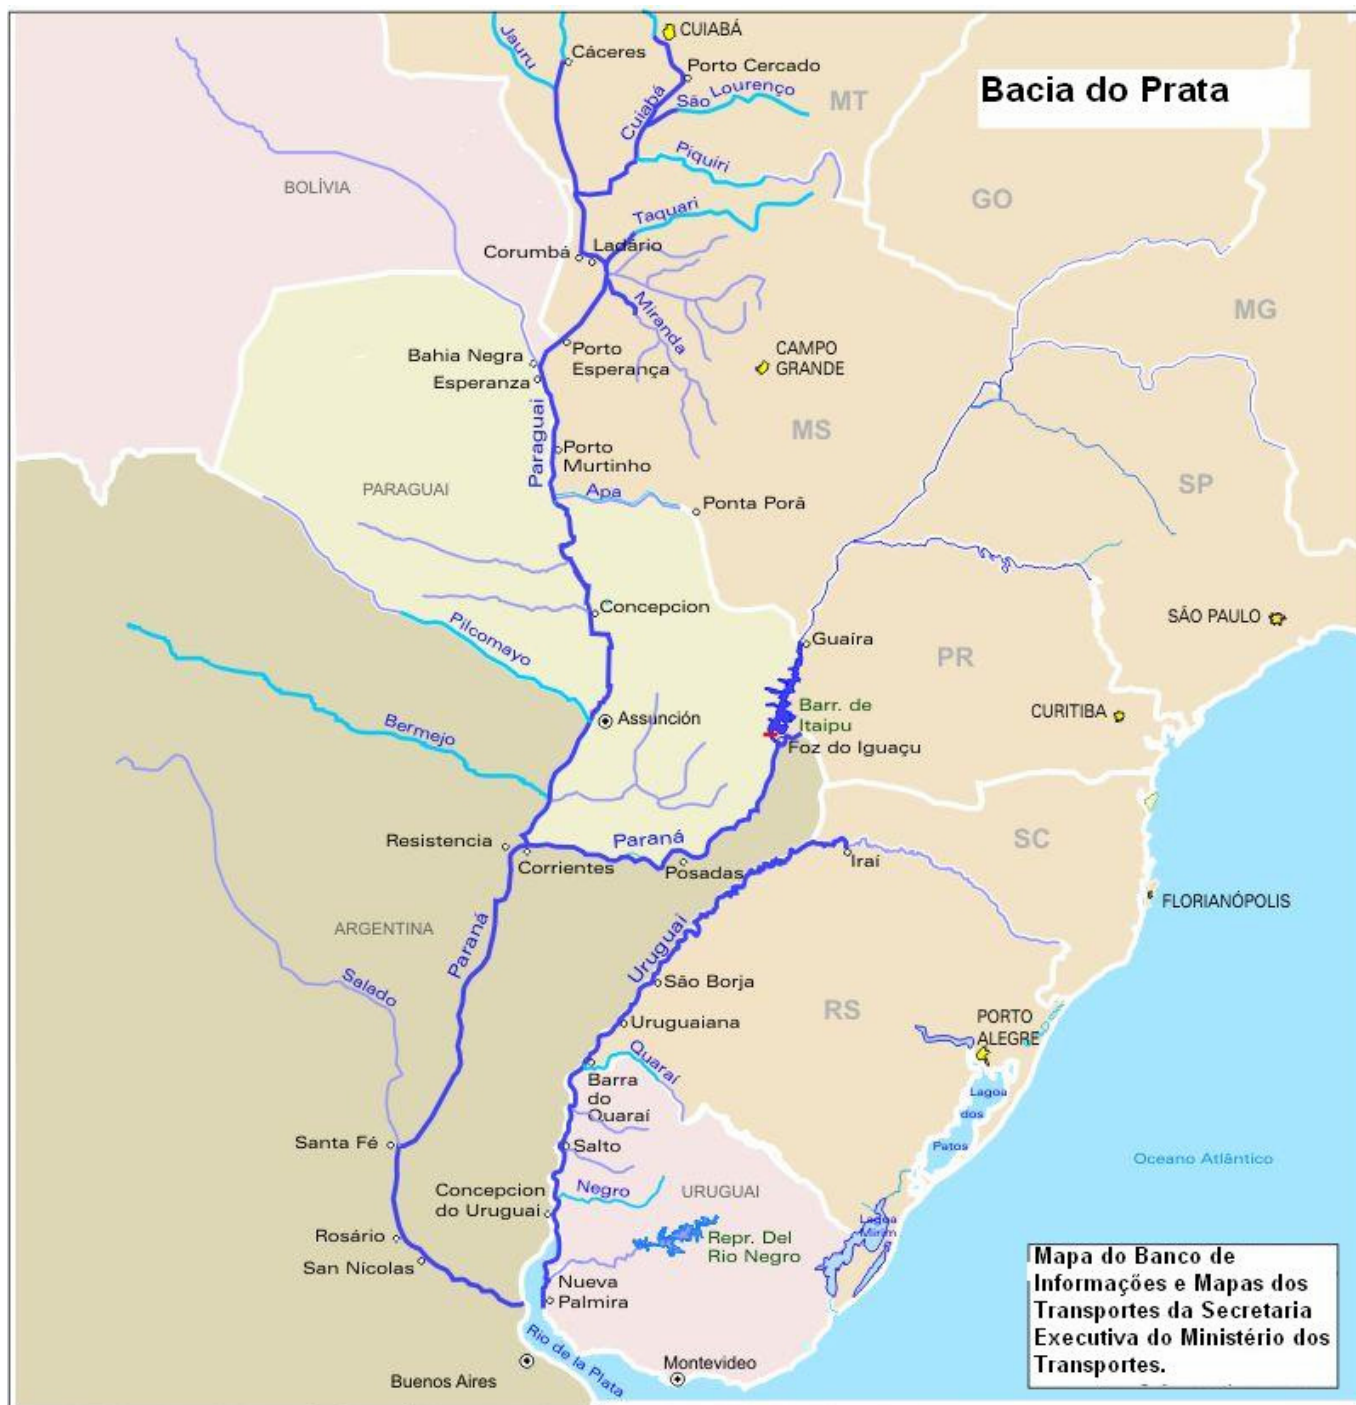 CUIABÁ
Jauru
Cáceres
Porto Cercado
Bacia do Prata
Cuiabá
São Lourenço
MT
Piquiri
BOLÍVIA
GO
Taquari
Corumbá
Ladário
Miranda
MG
Bahia Negra
Porto
Esperança
CAMPO
GRANDE
Esperanza
Paraguai
MS
Porto
Murtinho
PARAGUAI
Apa
Ponta Porã
SP
Concepcion
SÃO PAULO
Pilcomayo
Guaíra
PR
Bermejo
Assunción
Barr. de
Itaipu
CURITIBA
Foz do Iguaçu
Resistencia
Paraná
SC
Corrientes
Posadas
Iraí
FLORIANÓPOLIS
ARGENTINA
Paraná
Uruguai
Salado
São Borja
RS
Uruguaiana
PORTO
ALEGRE
Quaraí
Barra
do
Quaraí
Lagoa
dos
Patos
Santa Fé
Salto
Oceano Atlântico
Concepcion
do Uruguai
Negro
URUGUAI
Lagoa
Mirim
Rosário
Repr. Del
Rio Negro
San Nícolas
Nueva
Palmira
Mapa do Banco de
Informações e Mapas dos
Transportes da Secretaria
Executiva do Ministério dos
Transportes.
Rio de la Plata
Buenos Aires
Montevideo